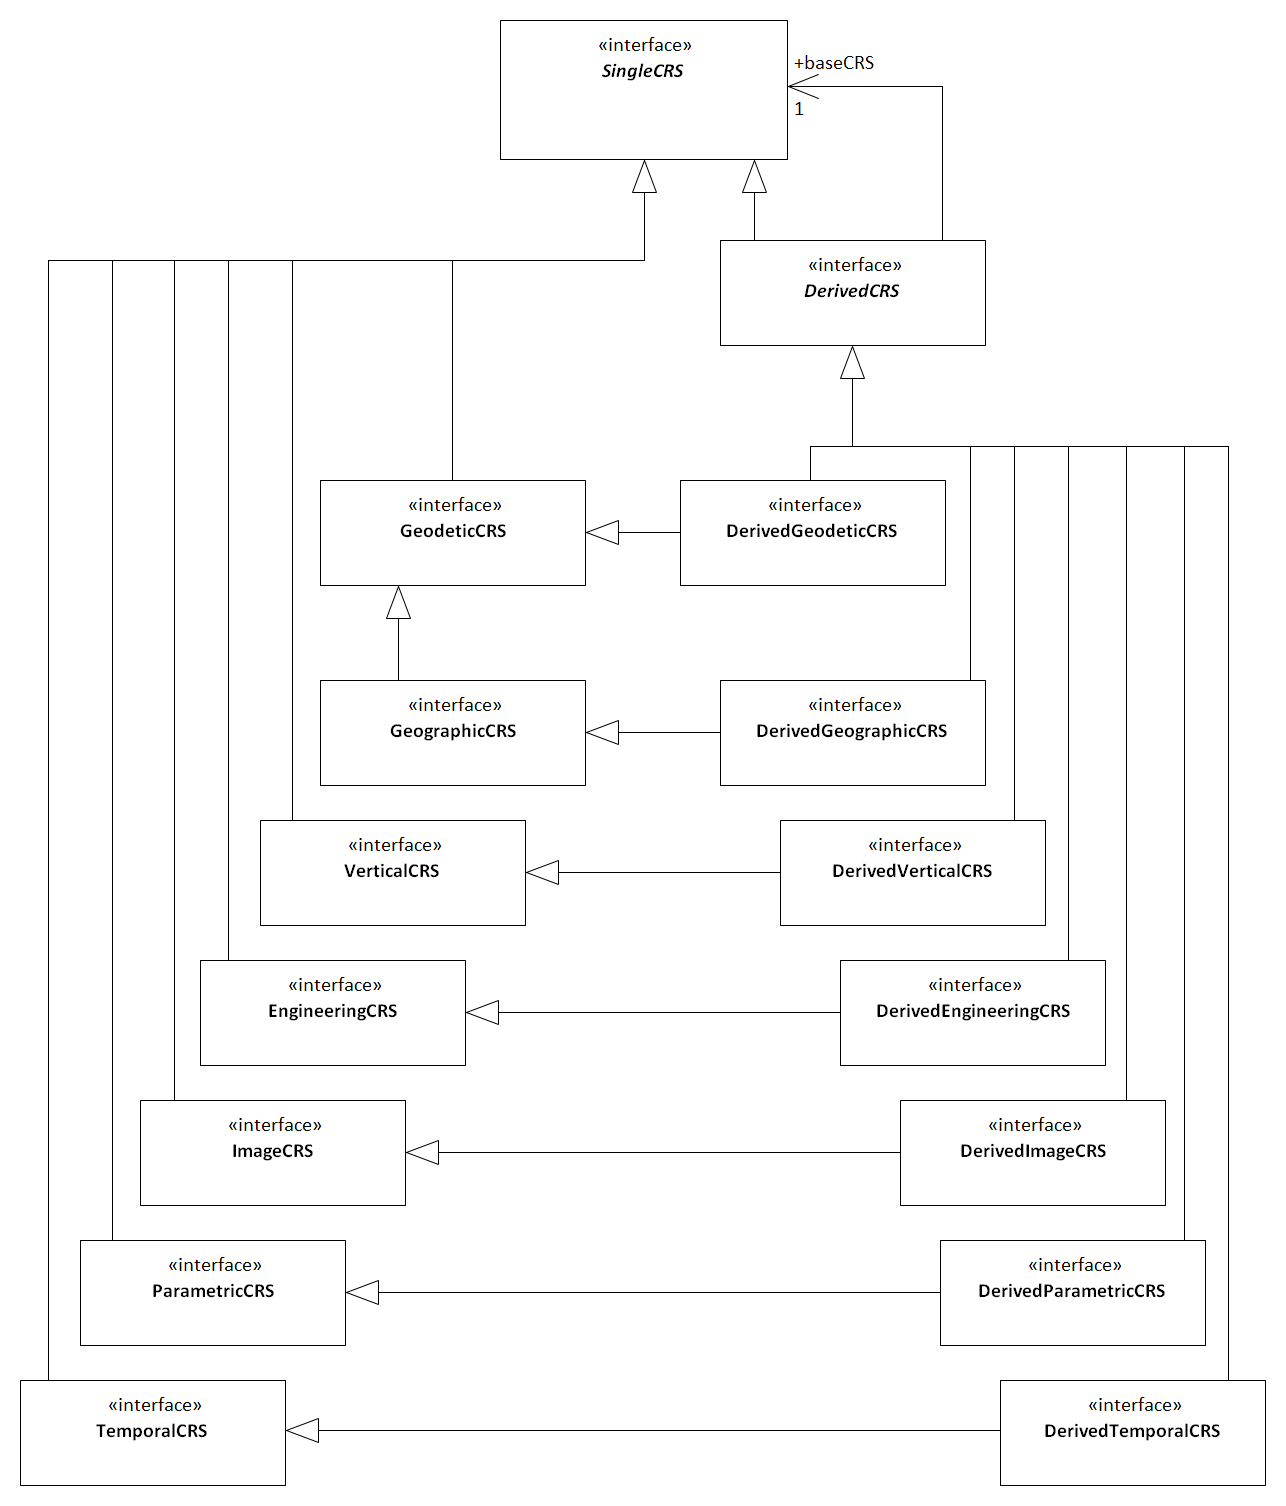 «interface»
SingleCRS
+baseCRS
1
«interface»
DerivedCRS
«interface»
GeodeticCRS
«interface»
DerivedGeodeticCRS
«interface»
GeographicCRS
«interface»
DerivedGeographicCRS
«interface»
VerticalCRS
«interface»
DerivedVerticalCRS
«interface»
EngineeringCRS
«interface»
DerivedEngineeringCRS
«interface»
ImageCRS
«interface»
DerivedImageCRS
«interface»
ParametricCRS
«interface»
DerivedParametricCRS
«interface»
TemporalCRS
«interface»
DerivedTemporalCRS